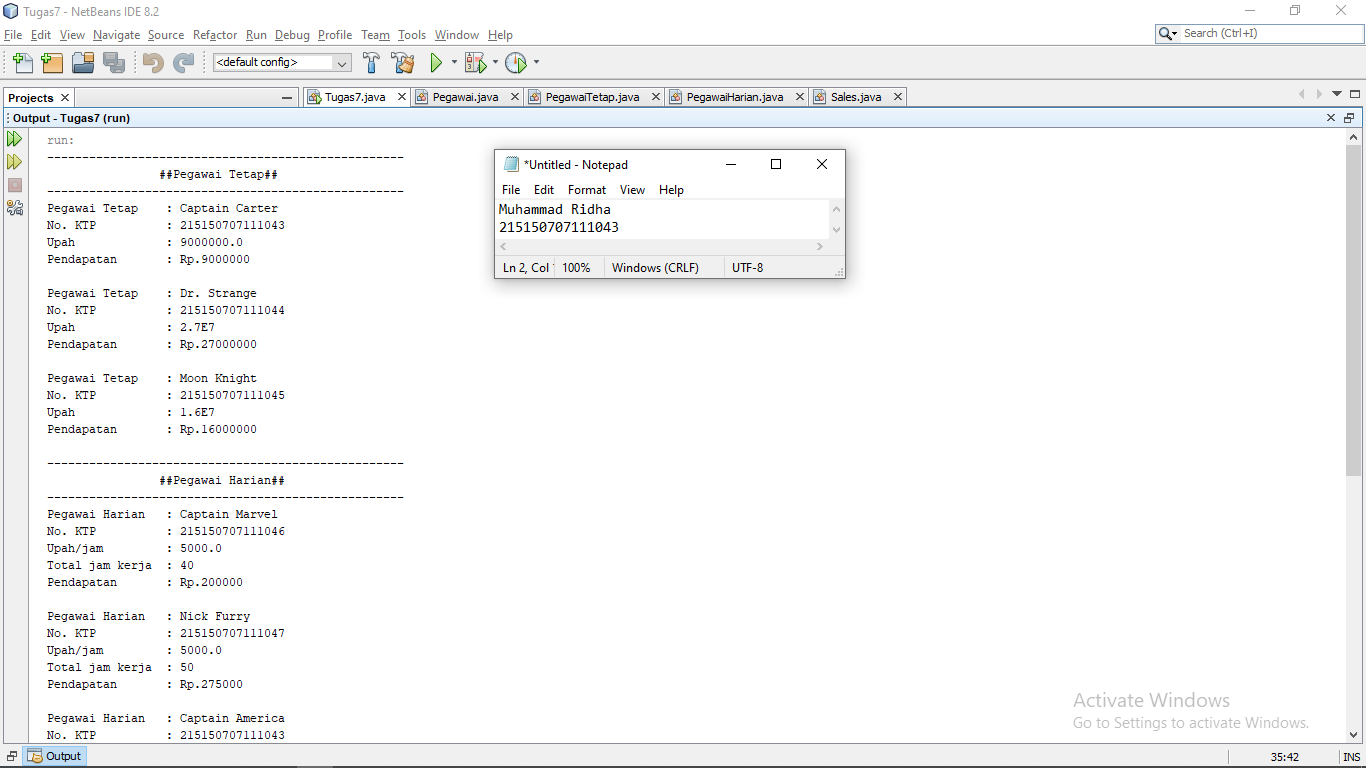 Tugas7 - NetBeans IDE 8.2
File Edit View Navigate Source Refactor Run Debug Profile Team Tools Window Help
Search (Ctrl+I)
<default config>
Projects
Tugas7.java Pegawai.java PegawaiTetap.java PegawaiHarian.java Sales.java
Output - Tugas7 (run)
run:
---------------------------------------------------
##Pegawai Tetap##
---------------------------------------------------
Pegawai Tetap : Captain Carter
No. KTP : 215150707111043
Upah : 9000000.0
Pendapatan : Rp.9000000
Pegawai Tetap : Dr. Strange
No. KTP : 215150707111044
Upah : 2.7E7
Pendapatan : Rp.27000000
Pegawai Tetap : Moon Knight
No. KTP : 215150707111045
Upah : 1.6E7
Pendapatan : Rp.16000000
---------------------------------------------------
##Pegawai Harian##
---------------------------------------------------
Pegawai Harian : Captain Marvel
No. KTP : 215150707111046
Upah/jam : 5000.0
Total jam kerja : 40
Pendapatan : Rp.200000
Pegawai Harian : Nick Furry
No. KTP : 215150707111047
Upah/jam : 5000.0
Total jam kerja : 50
Pendapatan : Rp.275000
Pegawai Harian : Captain America
No. KTP : 215150707111043
*Untitled - Notepad
File Edit Format View Help
Muhammad Ridha
215150707111043
Ln 2, Col 100% Windows (CRLF) UTF-8
Activate Windows
Go to Settings to activate Windows.
Output
35:42 INS